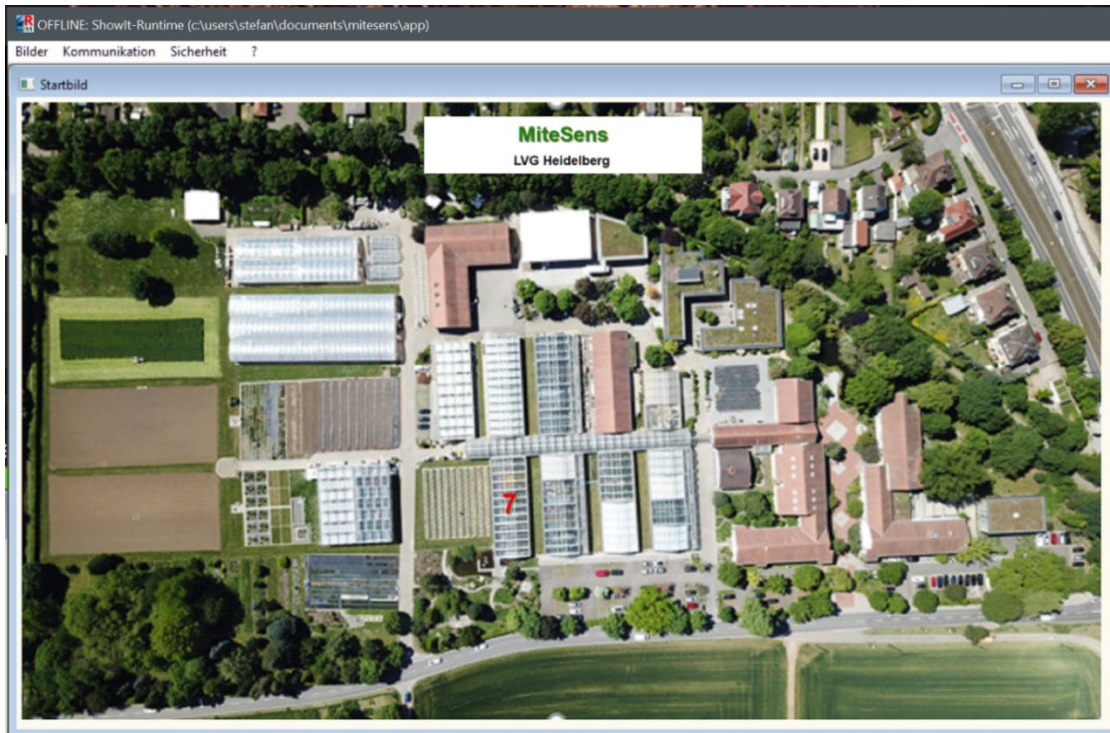 OFFLINE: ShowIt-Runtime (c:\users\stefan\documents\mitesens\app)
Bilder Kommunikation Sicherheit ?
Startbild
MiteSens
LVG Heidelberg
7